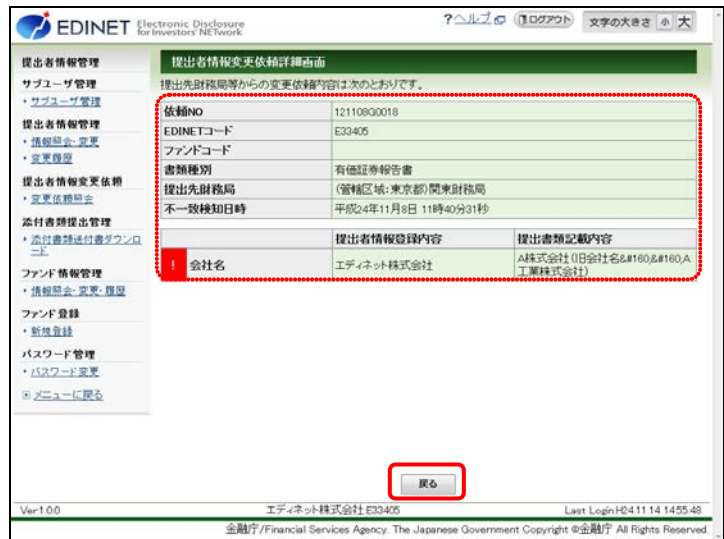 EDINET Electronic Disclosure for Investors' NETwork
?ヘルプ ログアウト 文字の大きさ 小 大
提出者情報管理
サブユーザ管理
・サブユーザ管理
提出者情報管理
・情報照会・変更
・変更履歴
提出者情報変更依頼
・変更依頼照会
添付書類提出管理
・添付書類送付書ダウンロード
ファンド情報管理
・情報照会・変更・履歴
ファンド登録
・新規登録
パスワード管理
・パスワード変更
メニューに戻る
提出者情報変更依頼詳細画面
提出先財務局等からの変更依頼内容は次のとおりです。
依頼NO 121108G0018
EDINETコード E33405
ファンドコード
書類種別 有価証券報告書
提出先財務局 (管轄区域:東京都)関東財務局
不一致検知日時 平成24年11月8日 11時40分31秒
提出者情報登録内容 提出書類記載内容
! 会社名 エディネット株式会社 A株式会社(旧会社名&#160,&#160,A
工業株式会社)
戻る
Ver.1.0.0 エディネット株式会社 E33405 Last Login:H24.11.14 14:55:48
金融庁/Financial Services Agency. The Japanese Government Copyright ©金融庁 All Rights Reserved.